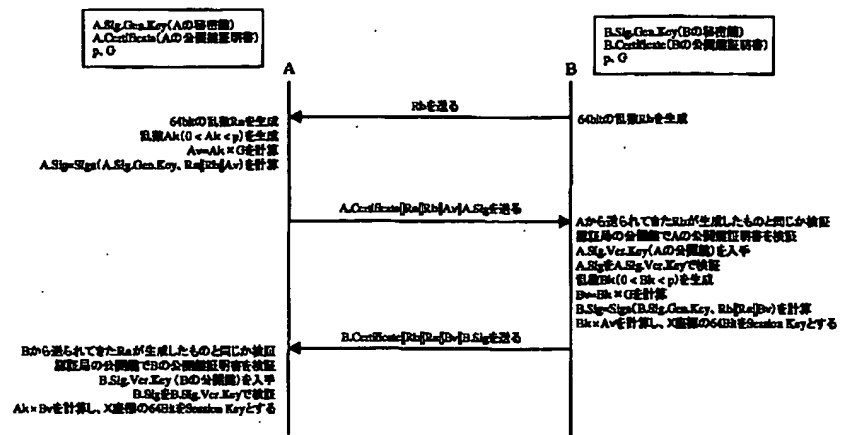 A.Sig.Gen.Key(Aの秘密鍵)
A.Certificate(Aの公開鍵証明書)
p、G
B.Sig.Gen.Key(Bの秘密鍵)
B.Certificate(Bの公開鍵証明書)
p、G
A
B
Rbを送る
64bitの乱数Rbを生成
64bitの乱数Raを生成
乱数Ak(0 < Ak < p)を生成
Av=Ak × Gを計算
A.Sig=Sign(A.Sig.Gen.Key、Ra||Rb||Av)を計算
A.Certificate||Ra||Rb||Av||A.Sigを送る
Aから送られてきたRbが生成したものと同じか検証
認証局の公開鍵でAの公開鍵証明書を検証
A.Sig.Ver.Key(Aの公開鍵)を入手
A.SigをA.Sig.Ver.Keyで検証
乱数Bk(0 < Bk < p)を生成
Bv=Bk × Gを計算
B.Sig=Sign(B.Sig.Gen.Key、Rb||Ra||Bv)を計算
Bk×Avを計算し、X座標の64BitをSession Keyとする
B.Certificate||Rb||Ra||Bv||B.Sigを送る
Bから送られてきたRaが生成したものと同じか検証
認証局の公開鍵でBの公開鍵証明書を検証
B.Sig.Ver.Key (Bの公開鍵)を入手
B.SigをB.Sig.Ver.Keyで検証
Ak×Bvを計算し、X座標の64BitをSession Keyとする